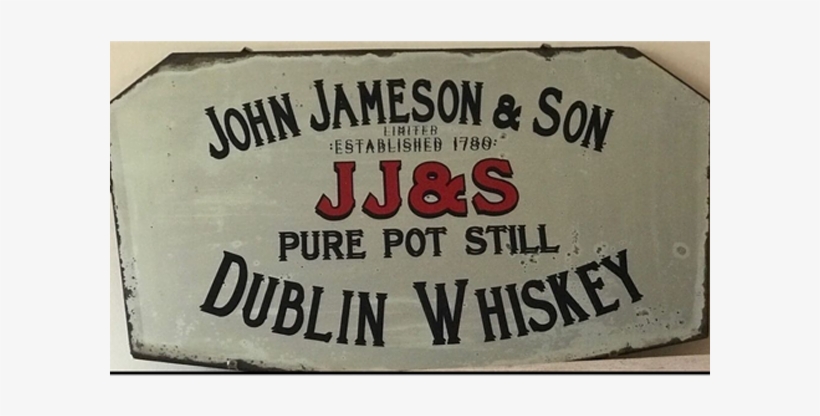 JOHN JAMESON & SON
LIMITED
:ESTABLISHED 1780:
JJ&S
PURE POT STILL
DUBLIN WHISKEY